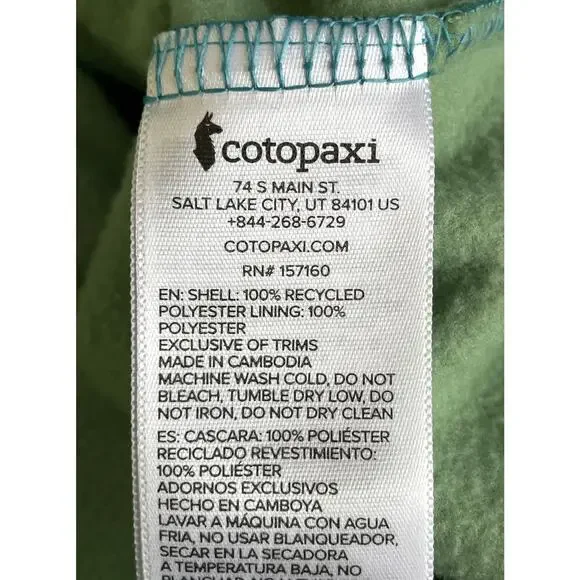 cotopaxi
74 S MAIN ST.
SALT LAKE CITY, UT 84101 US
+844-268-6729
COTOPAXI.COM
RN# 157160
EN: SHELL: 100% RECYCLED
POLYESTER LINING: 100%
POLYESTER
EXCLUSIVE OF TRIMS
MADE IN CAMBODIA
MACHINE WASH COLD, DO NOT
BLEACH, TUMBLE DRY LOW, DO
NOT IRON, DO NOT DRY CLEAN
ES: CASCARA: 100% POLIÉSTER
RECICLADO REVESTIMIENTO:
100% POLIÉSTER
ADORNOS EXCLUSIVOS
HECHO EN CAMBOYA
LAVAR A MÁQUINA CON AGUA
FRIA, NO USAR BLANQUEADOR,
SECAR EN LA SECADORA
A TEMPERATURA BAJA, NO